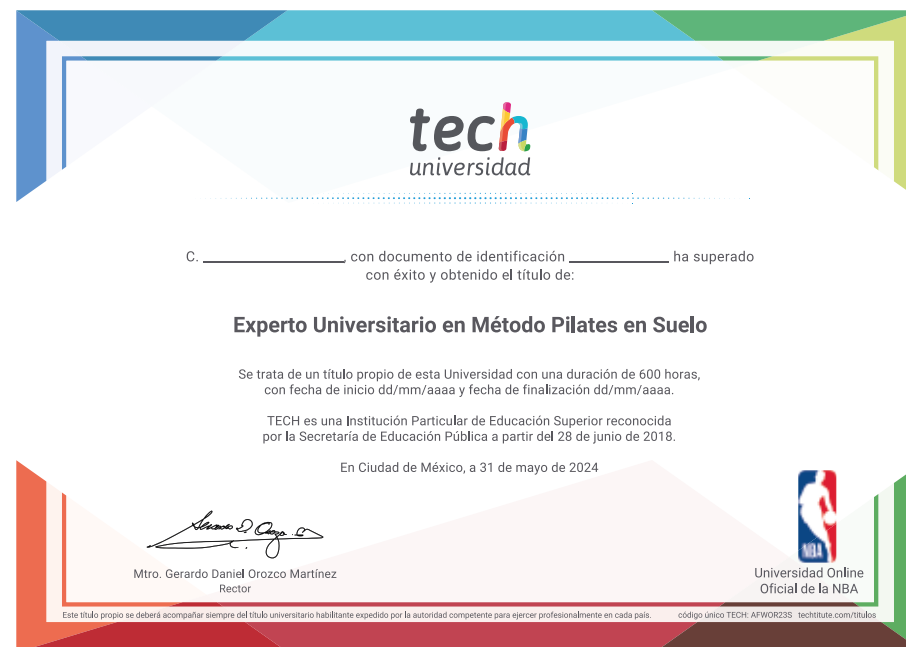 tech
universidad
C. ____________, con documento de identificación ____________ ha superado
con éxito y obtenido el título de:
Experto Universitario en Método Pilates en Suelo
Se trata de un título propio de esta Universidad con una duración de 600 horas,
con fecha de inicio dd/mm/aaaa y fecha de finalización dd/mm/aaaa.
TECH es una Institución Particular de Educación Superior reconocida
por la Secretaría de Educación Pública a partir del 28 de junio de 2018.
En Ciudad de México, a 31 de mayo de 2024
Mtro. Gerardo Daniel Orozco Martínez
Rector
NBA
Universidad Online
Oficial de la NBA
Este título propio se deberá acompañar siempre del título universitario habilitante expedido por la autoridad competente para ejercer profesionalmente en cada país.
código único TECH: AFWOR23S techtitute.com/titulos